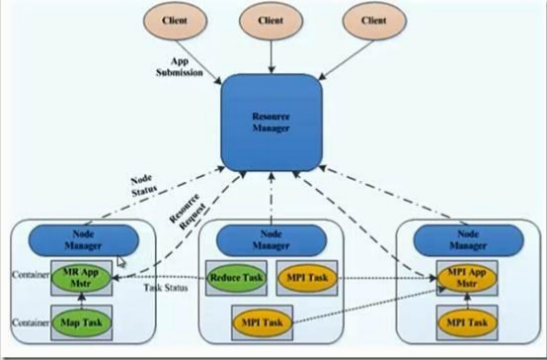 Client
Client
Client
App
Submission
Resource
Manager
Node
Status
Resource
Request
Node
Manager
Node
Manager
Node
Manager
Container
MR App
Mstr
Task Status
Reduce Task
MPI Task
MPI App
Mstr
Container
Map Task
MPI Task
MPI Task